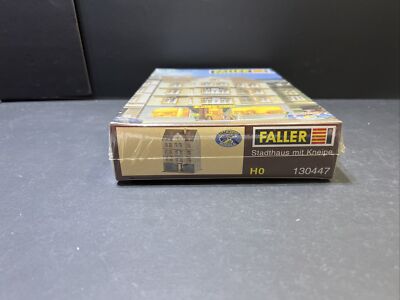 FALLER
FALLER
Stadthaus mit Kneipe
H0 130447